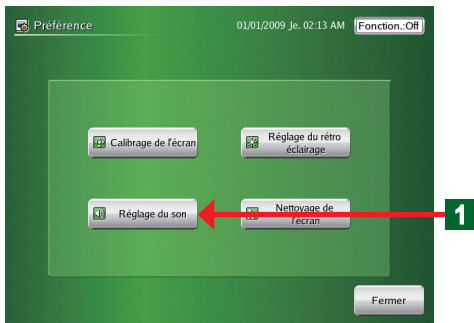 Préférence 01/01/2009 Je. 02:13 AM Fonction.:Off
Calibrage de l'écran
Réglage du rétro
éclairage
Réglage du son
Nettoyage de
l'écran
1
Fermer